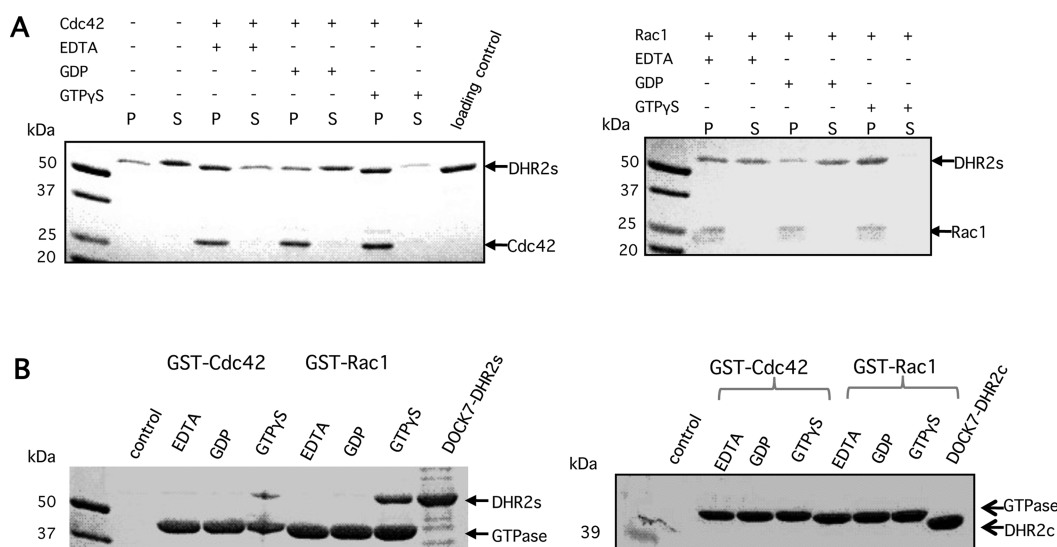 A
Cdc42 - - + + + + + +
EDTA - - + + - - - -
GDP - - - - + + - -
GTPγS - - - - - - + +
P S P S P S P S loading control
kDa
50
37
25
20
DHR2s
Cdc42
Rac1 + + + + + +
EDTA + + - - - -
GDP - - + + - -
GTPγS - - - - + +
P S P S P S
kDa
50
37
25
20
DHR2s
Rac1
B
GST-Cdc42 GST-Rac1
control EDTA GDP GTPγS EDTA GDP GTPγS DOCK7-DHR2s
kDa
50
37
DHR2s
GTPase
GST-Cdc42 GST-Rac1
control EDTA GDP GTPγS EDTA GDP GTPγS DOCK7-DHR2c
kDa
39
GTPase
DHR2c